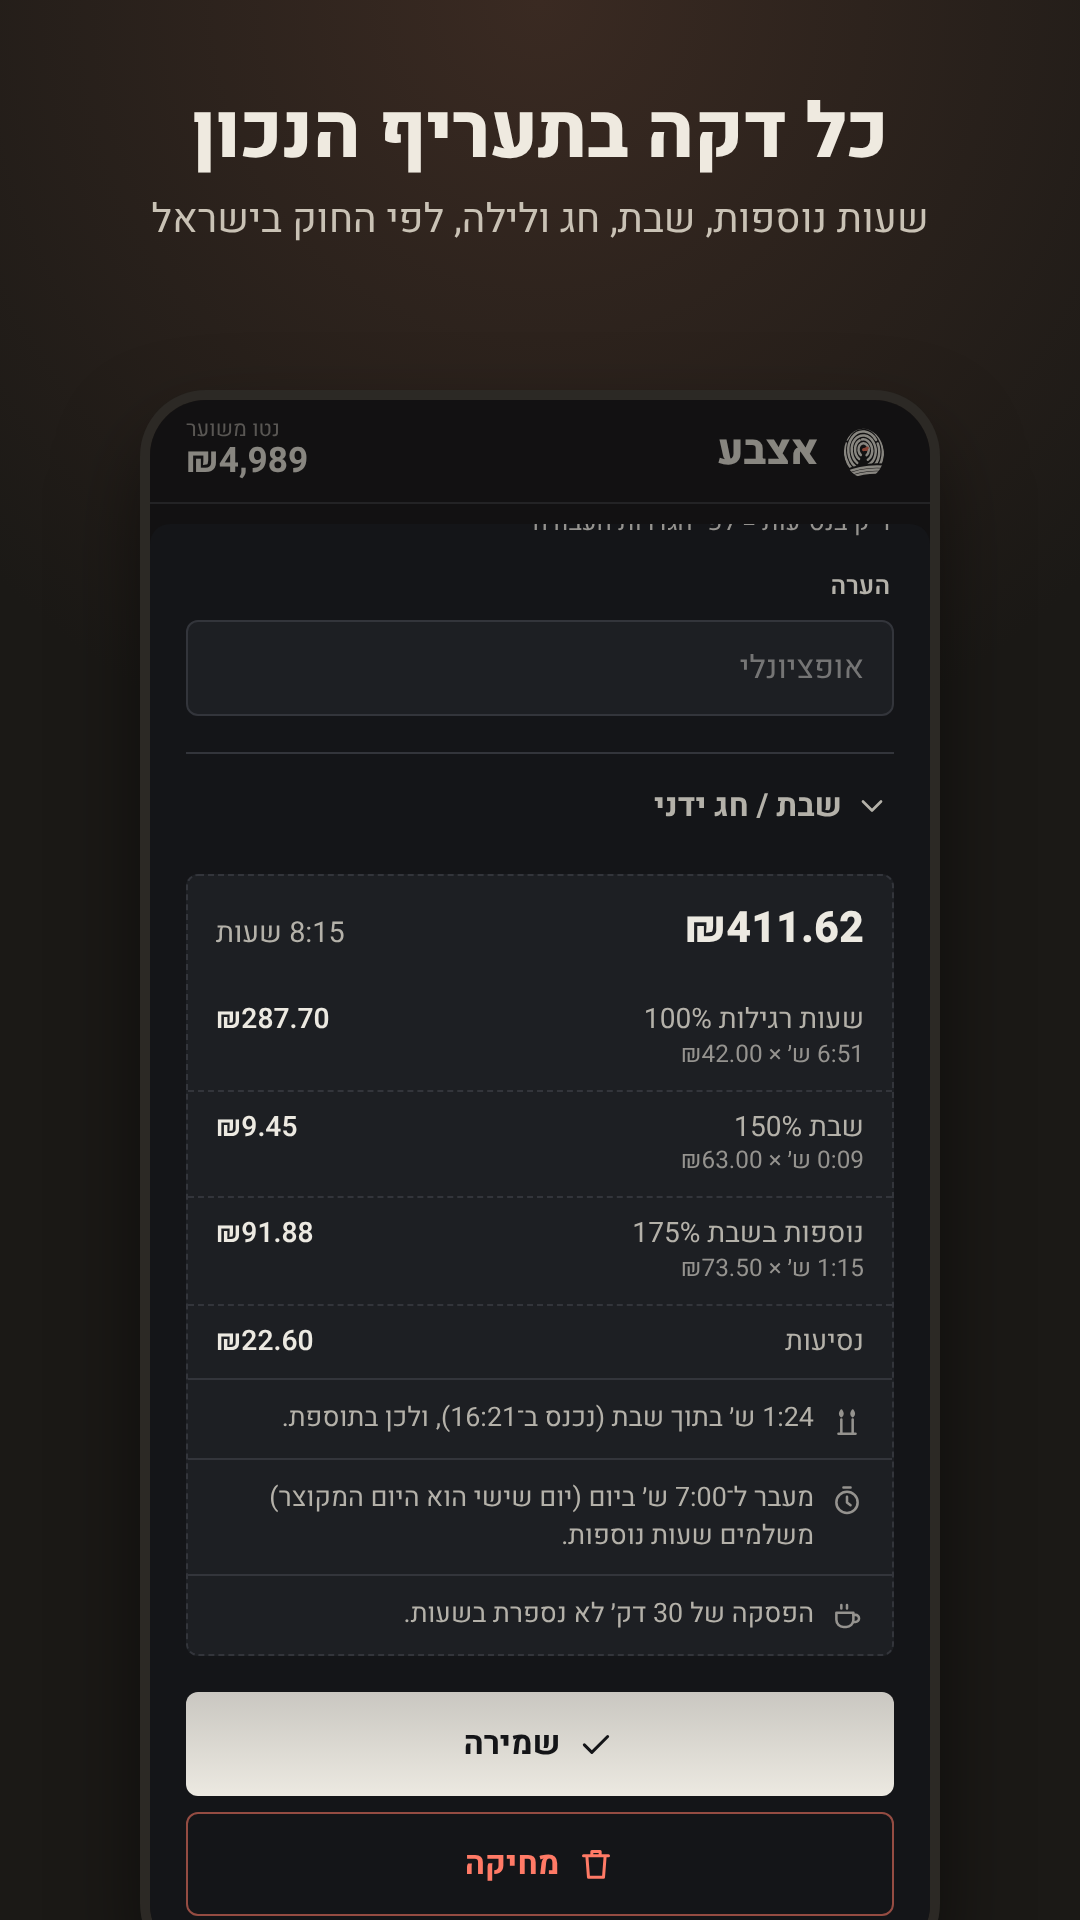 כל דקה בתעריף הנכון
שעות נוספות, שבת, חג ולילה, לפי החוק בישראל
אצבע
נטו משוער
₪4,989
הערה
אופציונלי
שבת / חג ידני
₪411.62
8:15 שעות
שעות רגילות 100%
₪287.70
6:51 ש׳ × ₪42.00
שבת 150%
₪9.45
0:09 ש׳ × ₪63.00
נוספות בשבת 175%
₪91.88
1:15 ש׳ × ₪73.50
נסיעות
₪22.60
1:24 ש׳ בתוך שבת (נכנס ב־16:21), ולכן בתוספת.
מעבר ל־7:00 ש׳ ביום (יום שישי הוא היום המקוצר)
משלמים שעות נוספות.
הפסקה של 30 דק׳ לא נספרת בשעות.
שמירה
מחיקה